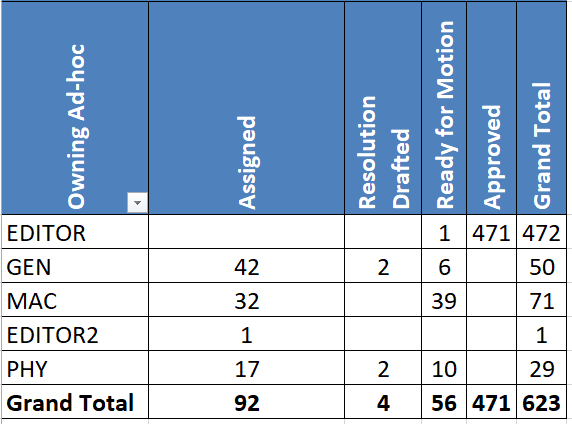 Owning Ad-hoc Assigned Resolution Drafted Ready for Motion Approved Grand Total
EDITOR 1 471 472
GEN 42 2 6 50
MAC 32 39 71
EDITOR2 1 1
PHY 17 2 10 29
Grand Total 92 4 56 471 623